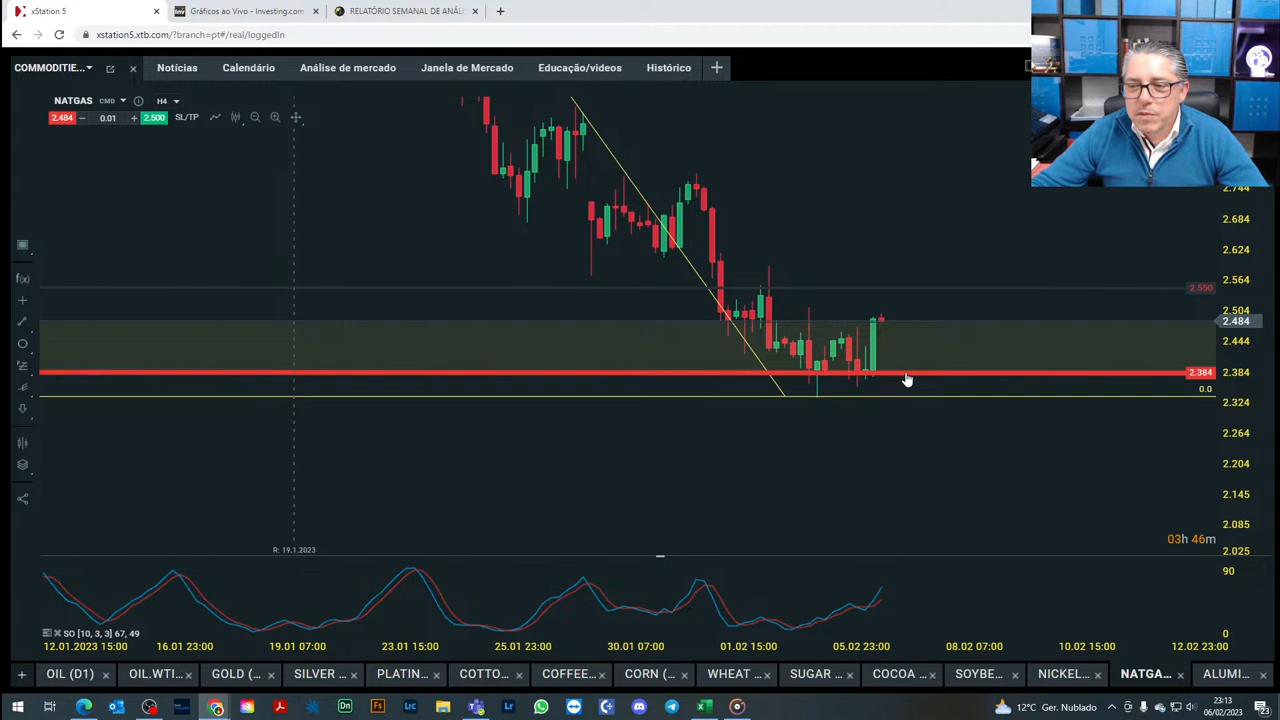 xStation 5
Gráficos ao Vivo - Investing.com
RELATÓRIO SEMANAL DE ANÁL
xstation5.xtb.com/?branch=pt#/real/loggedIn
COMMODITIE...
Notícias
Calendário
Análise de mercado
Janela de Mercado
Educação/videos
Histórico
NATGAS CMD H4
2.484 − 0.01 + 2.500 SL/TP
2.744
2.684
2.624
2.564
2.550
2.504
2.484
2.444
2.384
2.384
0.0
2.324
2.264
2.204
2.145
2.085
03h 46m
2.025
R: 19.1.2023
90
SO [10, 3, 3] 67, 49
0
12.01.2023 15:00 16.01 23:00 19.01 07:00 23.01 15:00 25.01 23:00 30.01 07:00 01.02 15:00 05.02 23:00 08.02 07:00 10.02 15:00 12.02 23:00
OIL (D1) OIL.WTI... GOLD (... SILVER ... PLATIN... COTTO... COFFEE... CORN (... WHEAT ... SUGAR ... COCOA ... SOYBE... NICKEL... NATGA... ALUMI...
12°C Ger. Nublado
23:13
06/02/2023
23